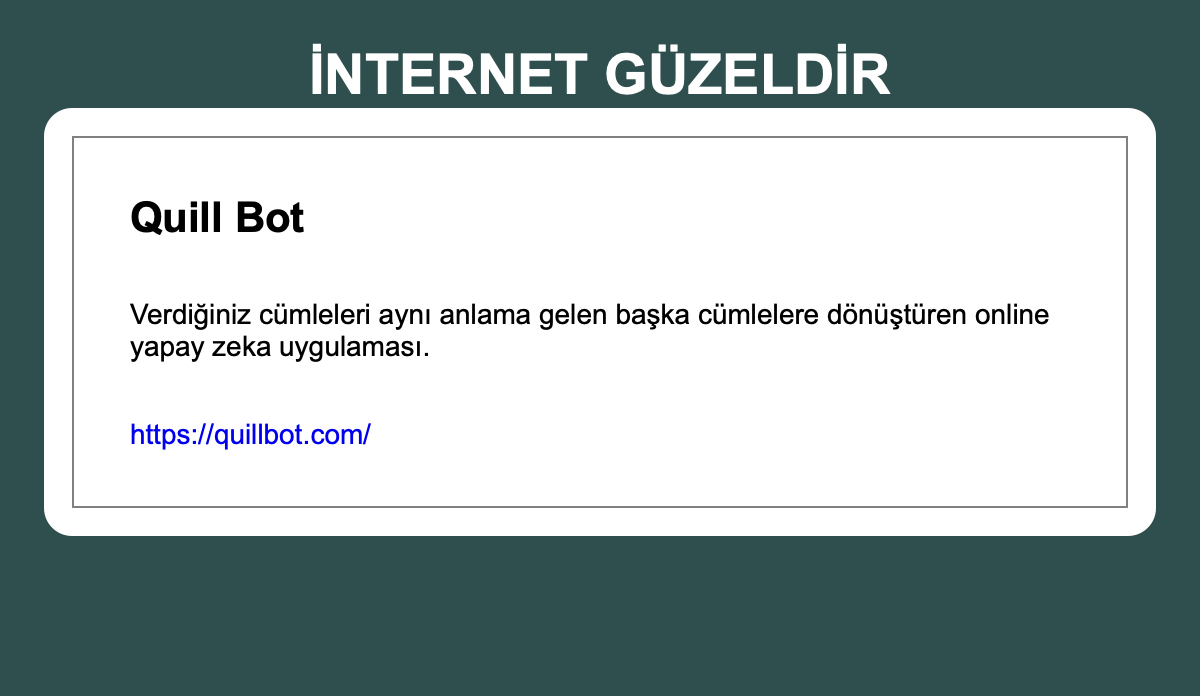 İNTERNET GÜZELDİR
Quill Bot
Verdiğiniz cümleleri aynı anlama gelen başka cümlelere dönüştüren online
yapay zeka uygulaması.
https://quillbot.com/